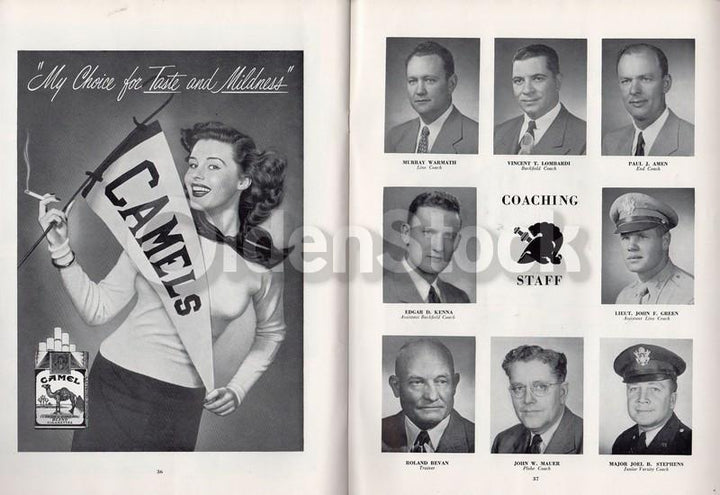 "My Choice for Taste and Mildness"
CAMELS
CAMEL
36
MURRAY WARMATH
Line Coach
VINCENT T. LOMBARDI
Backfield Coach
PAUL J. AMEN
End Coach
EDGAR D. KENNA
Assistant Backfield Coach
COACHING
STAFF
LIEUT. JOHN F. GREEN
Assistant Line Coach
ROLAND BEVAN
Trainer
JOHN W. MAUER
Plebe Coach
MAJOR JOEL B. STEPHENS
Junior Varsity Coach
37